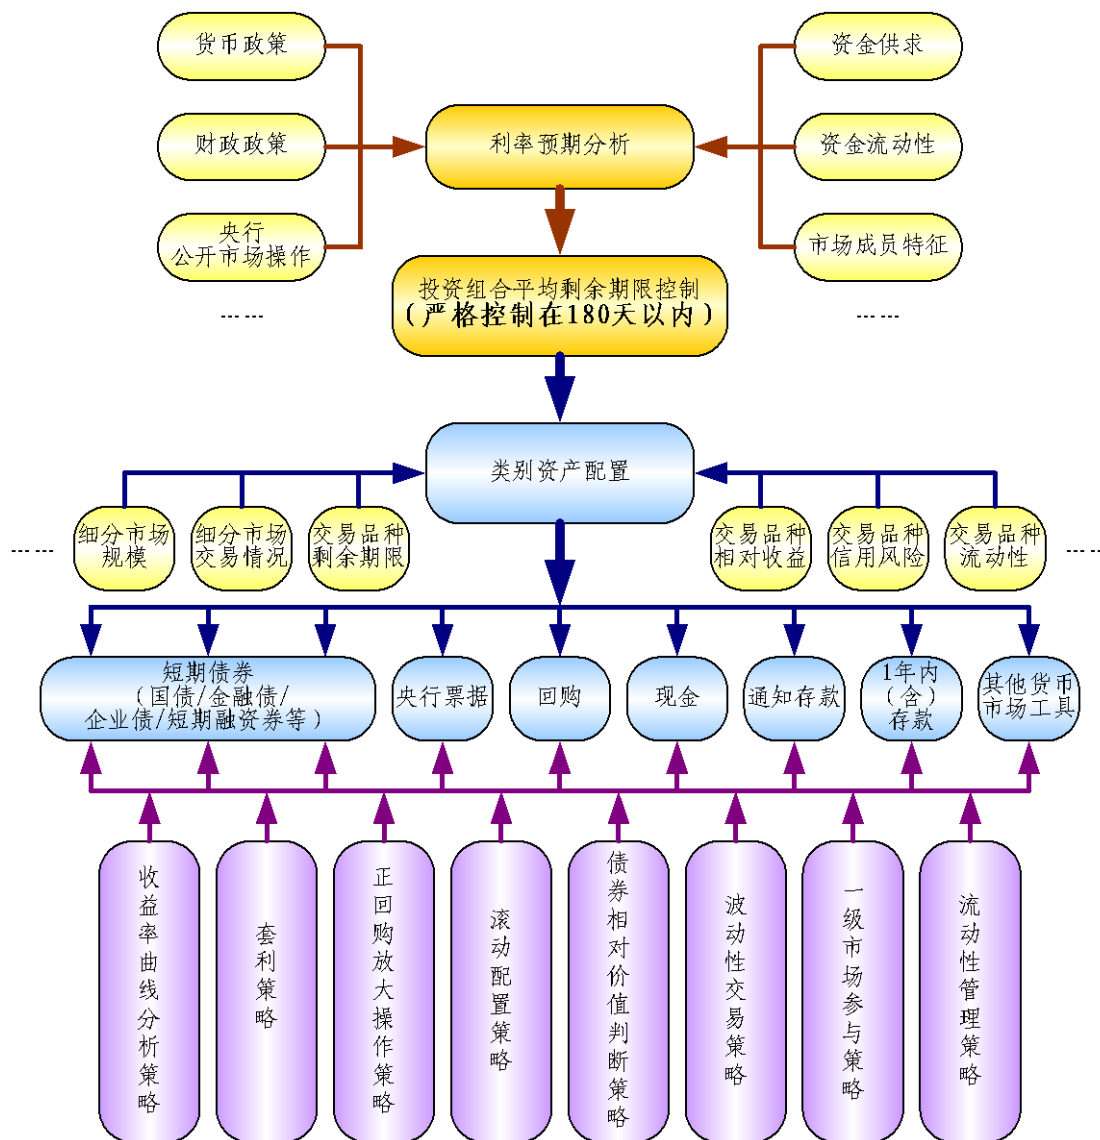 货币政策
资金供求
财政政策
利率预期分析
资金流动性
央行
公开市场操作
市场成员特征
投资组合平均剩余期限控制
（严格控制在180天以内）
... ...
... ...
类别资产配置
... ...
细分市场
规模
细分市场
交易情况
交易品种
剩余期限
交易品种
相对收益
交易品种
信用风险
交易品种
流动性
... ...
短期债券
（国债/金融债/
企业债/短期融资券等）
央行票据
回购
现金
通知存款
1年内
（含）
存款
其他货币
市场工具
收益率曲线分析策略
套利策略
正回购放大操作策略
滚动配置策略
债券相对价值判断策略
波动性交易策略
一级市场参与策略
流动性管理策略